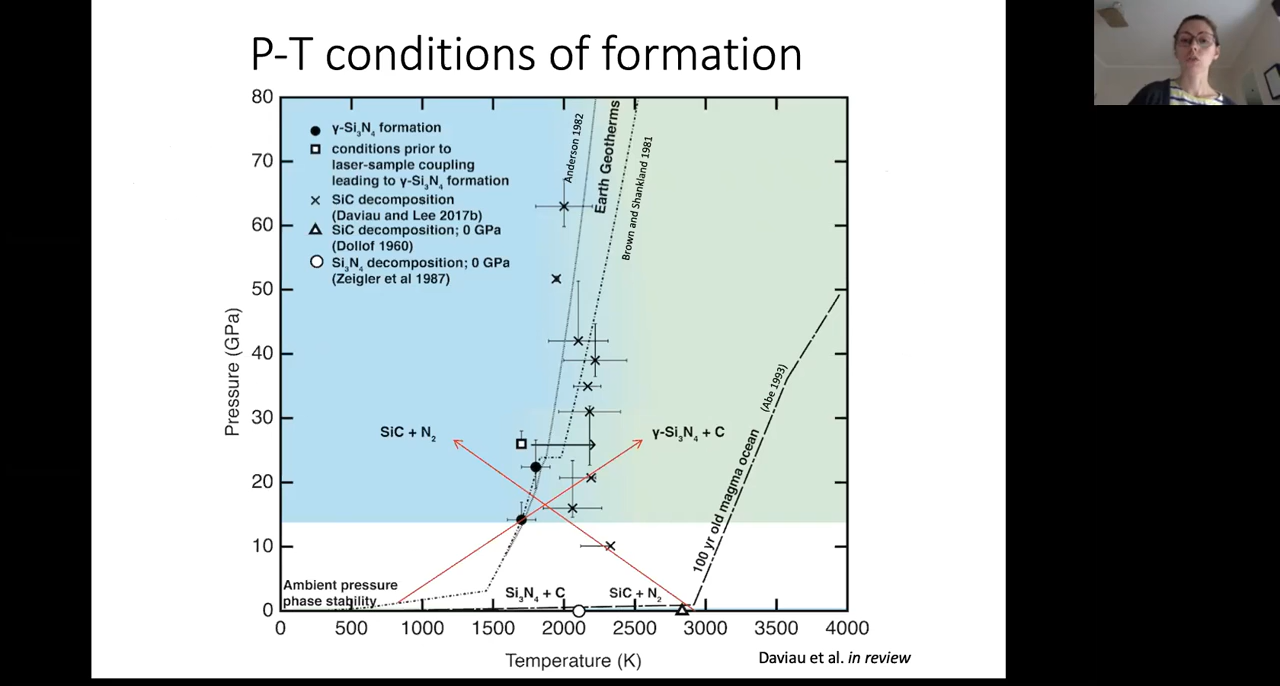 P-T conditions of formation
80
70
60
50
40
30
20
10
0
Pressure (GPa)
γ-Si₃N₄ formation
conditions prior to
laser-sample coupling
leading to γ-Si₃N₄ formation
SiC decomposition
(Daviau and Lee 2017b)
SiC decomposition; 0 GPa
(Dollof 1960)
Si₃N₄ decomposition; 0 GPa
(Zeigler et al 1987)
Anderson 1982
Earth Geotherms
Brown and Shankland 1981
SiC + N₂
γ-Si₃N₄ + C
100 yr old magma ocean
(Abe 1993)
Ambient pressure
phase stability
Si₃N₄ + C
SiC + N₂
0 500 1000 1500 2000 2500 3000 3500 4000
Temperature (K)
Daviau et al. in review